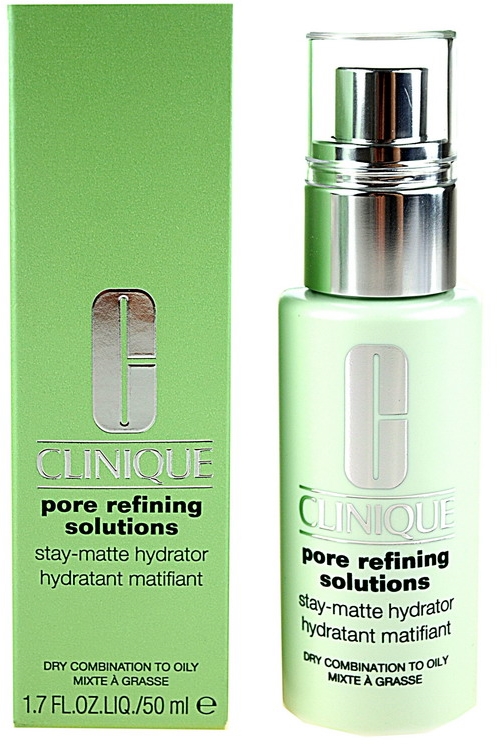 CLINIQUE
pore refining
solutions
stay-matte hydrator
hydratant matifiant
DRY COMBINATION TO OILY
MIXTE À GRASSE
1.7 FL.OZ.LIQ./50 ml ℮
CLINIQUE
pore refining
solutions
stay-matte hydrator
hydratant matifiant
DRY COMBINATION TO OILY
MIXTE À GRASSE